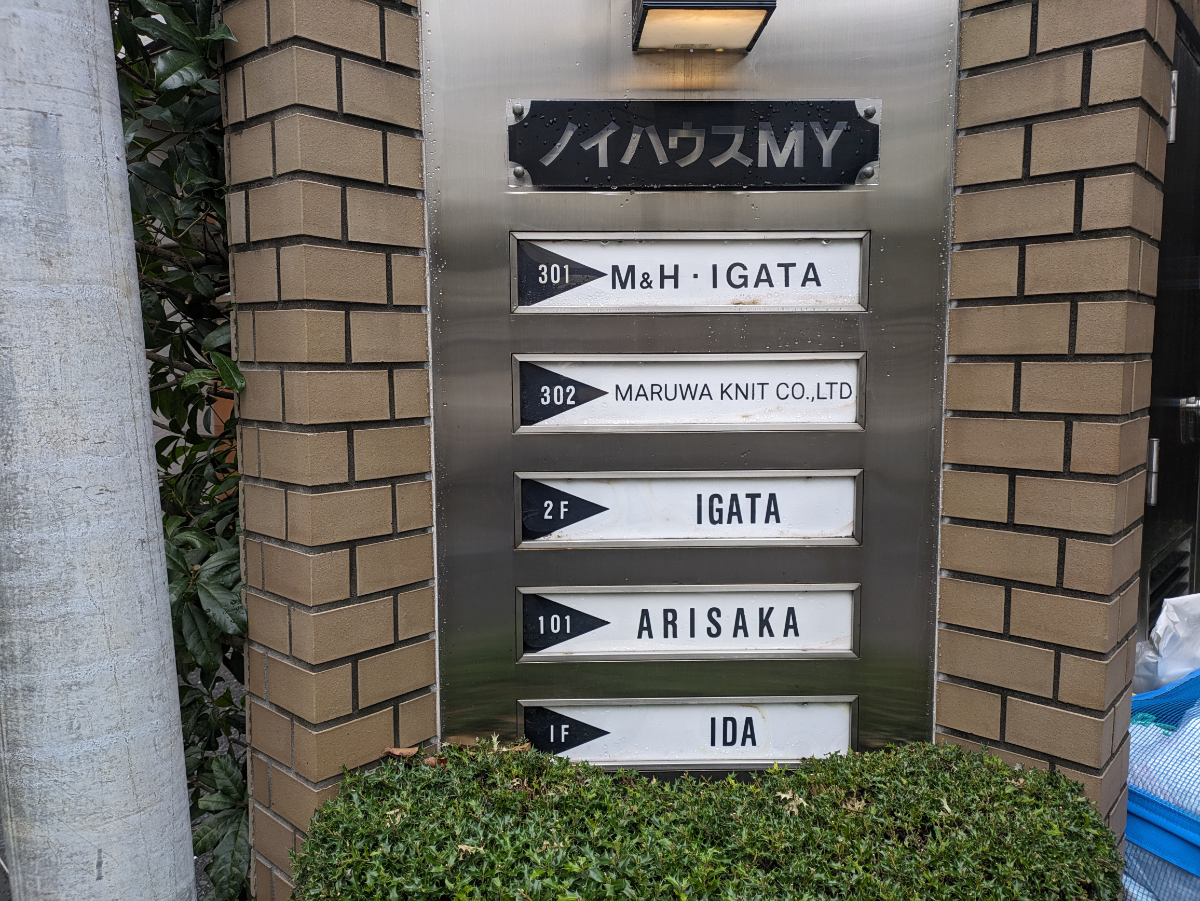 ノイハウスMY
301 M&H・IGATA
302 MARUWA KNIT CO.,LTD
2F IGATA
101 ARISAKA
1F IDA